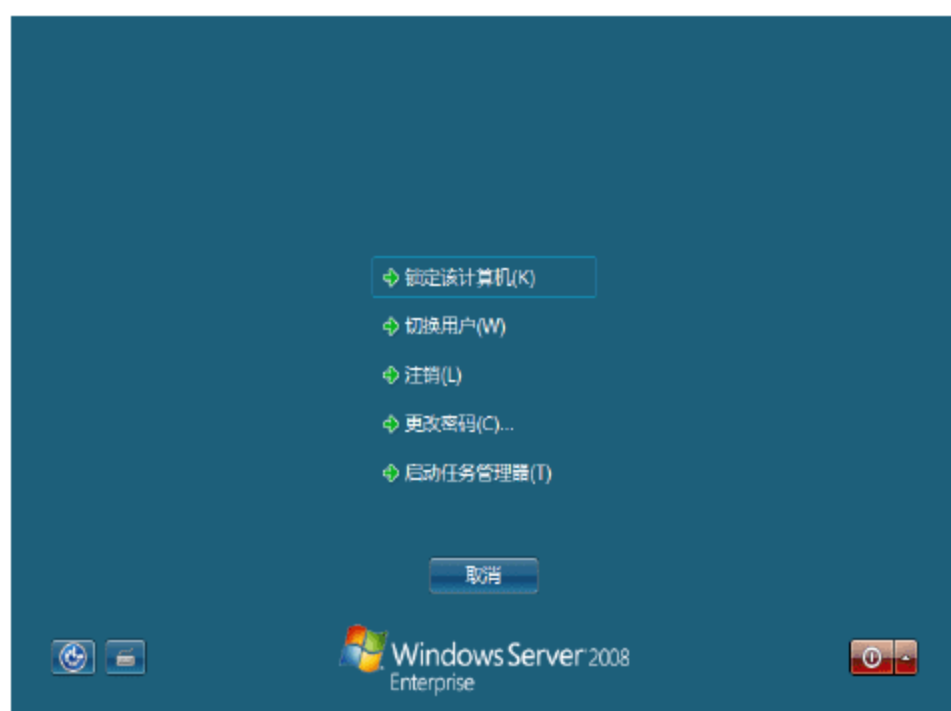 锁定该计算机(K)
切换用户(W)
注销(L)
更改密码(C)...
启动任务管理器(T)
取消
Windows Server 2008
Enterprise